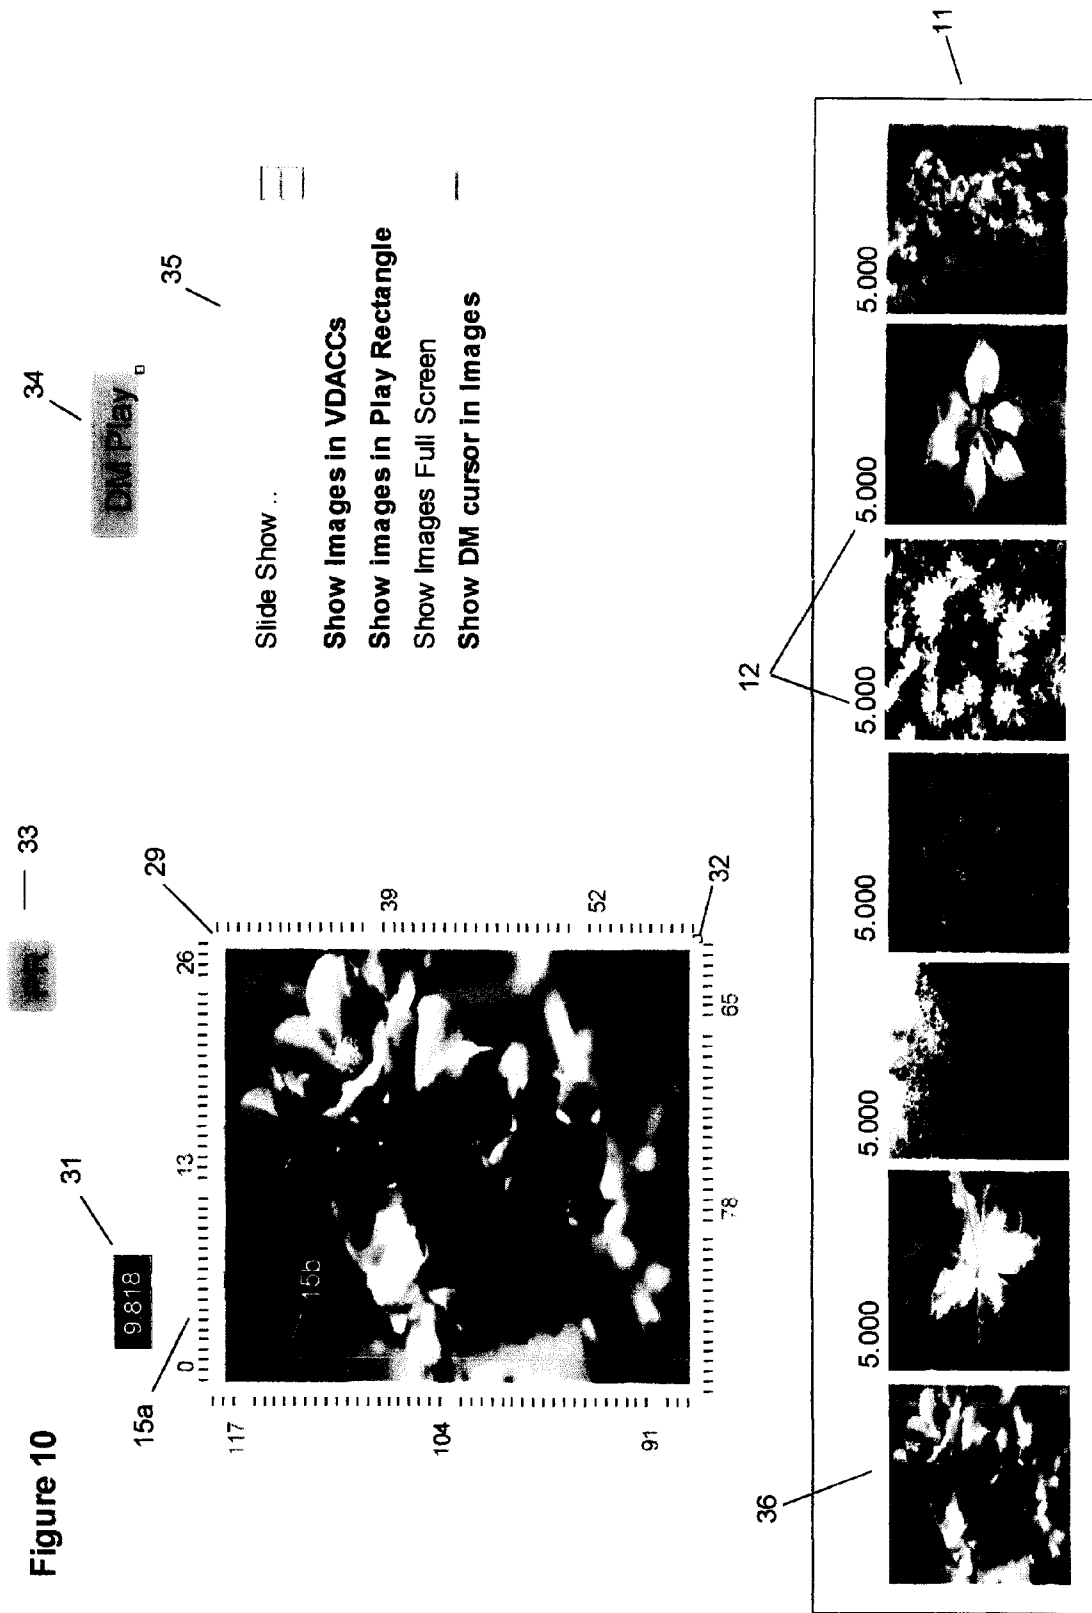 Figure 10
31
33
34
9.818
PR
DM Play
15a
29
35
0
13
26
117
104
91
39
52
78
65
15b
32
Slide Show ..
Show Images in VDACCs
Show images in Play Rectangle
Show Images Full Screen
Show DM cursor in Images
36
12
11
5.000
5.000
5.000
5.000
5.000
5.000